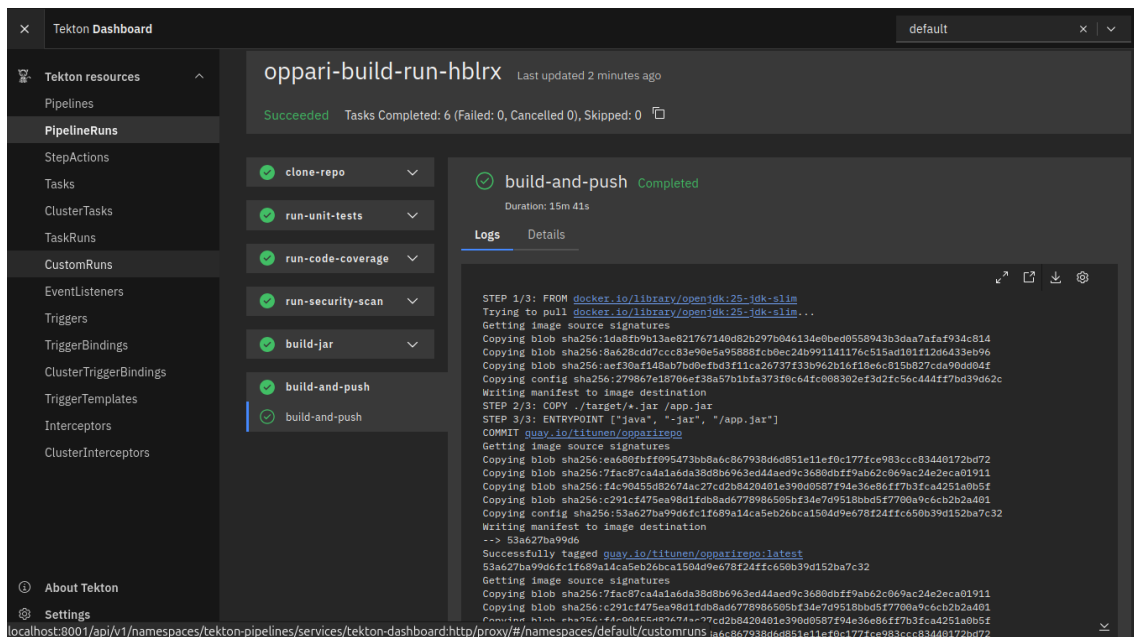 Tekton Dashboard
default
Tekton resources
Pipelines
PipelineRuns
StepActions
Tasks
ClusterTasks
TaskRuns
CustomRuns
EventListeners
Triggers
TriggerBindings
ClusterTriggerBindings
TriggerTemplates
Interceptors
ClusterInterceptors
About Tekton
Settings
oppari-build-run-hblrx Last updated 2 minutes ago
Succeeded Tasks Completed: 6 (Failed: 0, Cancelled 0), Skipped: 0
clone-repo
run-unit-tests
run-code-coverage
run-security-scan
build-jar
build-and-push
build-and-push
build-and-push Completed
Duration: 15m 41s
Logs Details
STEP 1/3: FROM docker.io/library/openjdk:25-jdk-slim
Trying to pull docker.io/library/openjdk:25-jdk-slim...
Getting image source signatures
Copying blob sha256:1da8fb9b13ae821767140d82b297b046134e0bed0558943b3daa7afaf934c814
Copying blob sha256:8a628cdd7ccc83e90e5a95888fcb0ec24b991141176c515ad101f12d6433eb96
Copying blob sha256:aef30af148ab7bd0efbd3f11ca26737f33b962b16f18e6c815b827cda90dd04f
Copying config sha256:279867e18706ef38a57b1bfa373f0c64fc008302ef3d2fc56c444ff7bd39d62c
Writing manifest to image destination
STEP 2/3: COPY ./target/*.jar /app.jar
STEP 3/3: ENTRYPOINT ["java", "-jar", "/app.jar"]
COMMIT quay.io/titunen/opparirepo
Getting image source signatures
Copying blob sha256:ea680fbff095473bb8a6c867938d6d851e11ef0c177fce983ccc83440172bd72
Copying blob sha256:7fac87ca4a1a6da38d8b6963ed44aed9c3680dbff9ab62c069ac24e2eca01911
Copying blob sha256:f4c90455d82674ac27cd2b8420401e390d0587f94e36e86ff7b3fca4251a0b5f
Copying blob sha256:c291cf475ea98d1fdb8ad6778986505bf34e7d9518bbd5f7700a9c6cb2b2a401
Copying config sha256:53a627ba99d6fc1f689a14ca5eb26bca1504d9e678f24ffc650b39d152ba7c32
Writing manifest to image destination
--> 53a627ba99d6
Successfully tagged quay.io/titunen/opparirepo:latest
53a627ba99d6fc1f689a14ca5eb26bca1504d9e678f24ffc650b39d152ba7c32
Getting image source signatures
Copying blob sha256:7fac87ca4a1a6da38d8b6963ed44aed9c3680dbff9ab62c069ac24e2eca01911
Copying blob sha256:c291cf475ea98d1fdb8ad6778986505bf34e7d9518bbd5f7700a9c6cb2b2a401
Copying blob sha256:f4c90455d82674ac27cd2b8420401e390d0587f94e36e86ff7b3fca4251a0b5f
localhost:8001/api/v1/namespaces/tekton-pipelines/services/tekton-dashboard:http/proxy/#/namespaces/default/customruns